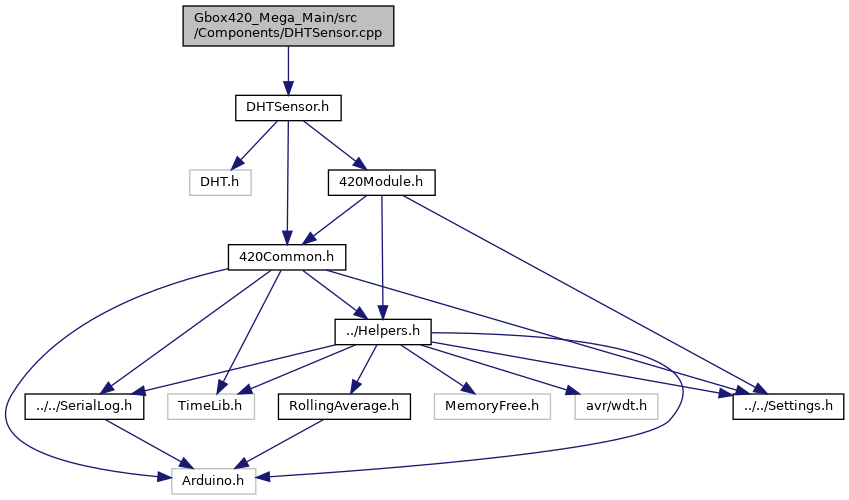 Gbox420_Mega_Main/src
/Components/DHTSensor.cpp
DHTSensor.h
DHT.h
420Module.h
420Common.h
../Helpers.h
../../SerialLog.h
TimeLib.h
RollingAverage.h
MemoryFree.h
avr/wdt.h
../../Settings.h
Arduino.h